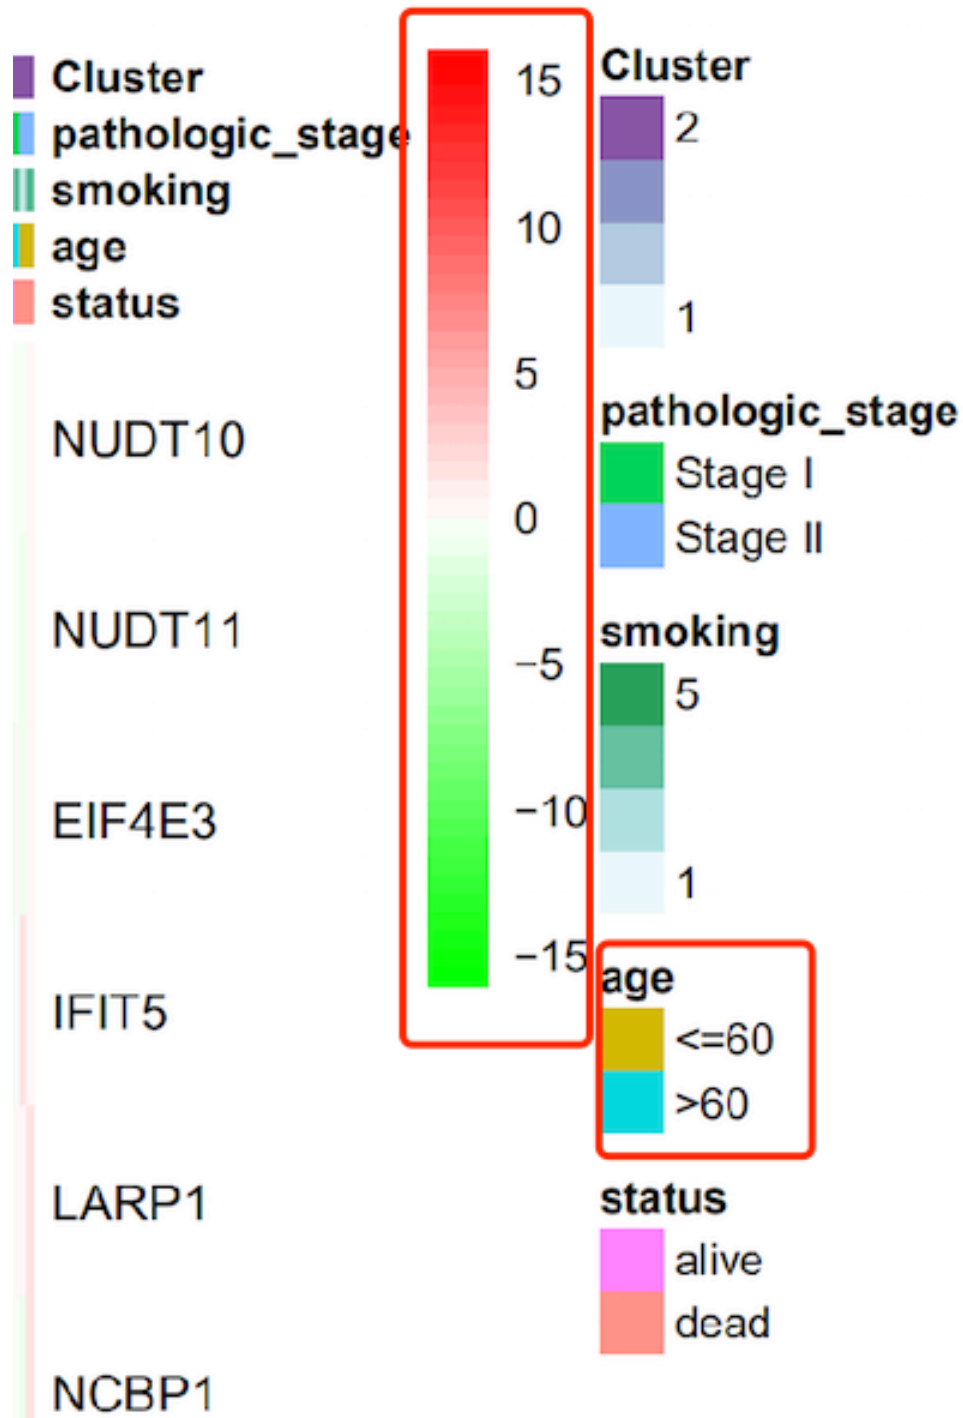 Cluster
pathologic_stage
smoking
age
status
NUDT10
NUDT11
EIF4E3
IFIT5
LARP1
NCBP1
15
10
5
0
−5
−10
−15
Cluster
2
1
pathologic_stage
Stage I
Stage II
smoking
5
1
age
<=60
>60
status
alive
dead